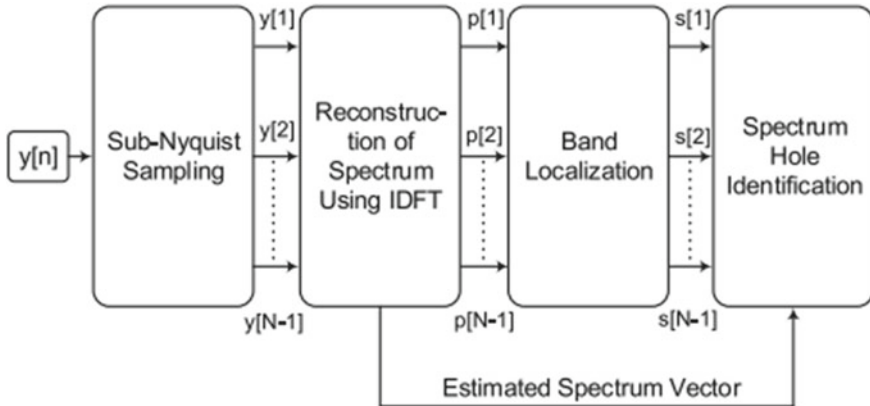 y[1]
p[1]
s[1]
y[n]
Sub-Nyquist
Sampling
y[2]
Reconstruc-
tion of
Spectrum
Using IDFT
p[2]
Band
Localization
s[2]
Spectrum
Hole
Identification
y[N-1]
p[N-1]
s[N-1]
Estimated Spectrum Vector